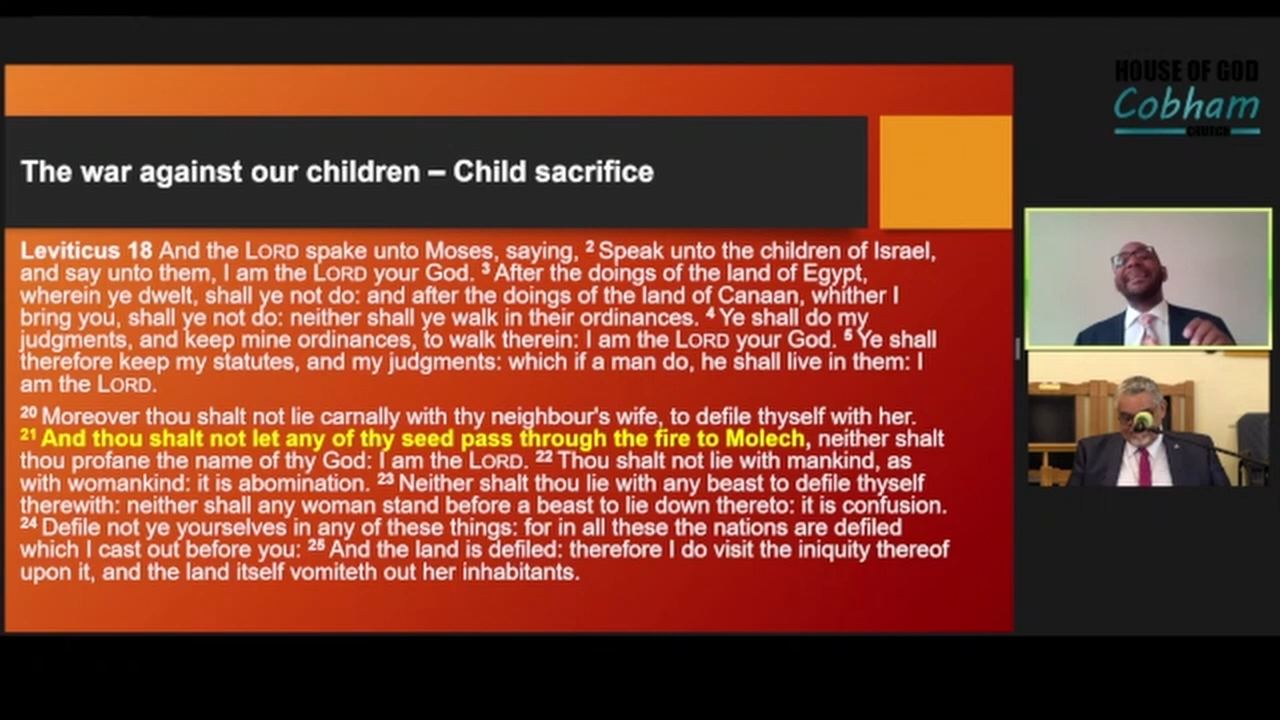 The war against our children – Child sacrifice
Leviticus 18 And the LORD spake unto Moses, saying, ² Speak unto the children of Israel,
and say unto them, I am the LORD your God. ³ After the doings of the land of Egypt,
wherein ye dwelt, shall ye not do: and after the doings of the land of Canaan, whither I
bring you, shall ye not do: neither shall ye walk in their ordinances. ⁴ Ye shall do my
judgments, and keep mine ordinances, to walk therein: I am the LORD your God. ⁵ Ye shall
therefore keep my statutes, and my judgments: which if a man do, he shall live in them: I
am the LORD.
²⁰ Moreover thou shalt not lie carnally with thy neighbour's wife, to defile thyself with her.
²¹ And thou shalt not let any of thy seed pass through the fire to Molech, neither shalt
thou profane the name of thy God: I am the LORD. ²² Thou shalt not lie with mankind, as
with womankind: it is abomination. ²³ Neither shalt thou lie with any beast to defile thyself
therewith: neither shall any woman stand before a beast to lie down thereto: it is confusion.
²⁴ Defile not ye yourselves in any of these things: for in all these the nations are defiled
which I cast out before you: ²⁵ And the land is defiled: therefore I do visit the iniquity thereof
upon it, and the land itself vomiteth out her inhabitants.
HOUSE OF GOD
Cobham
CHURCH